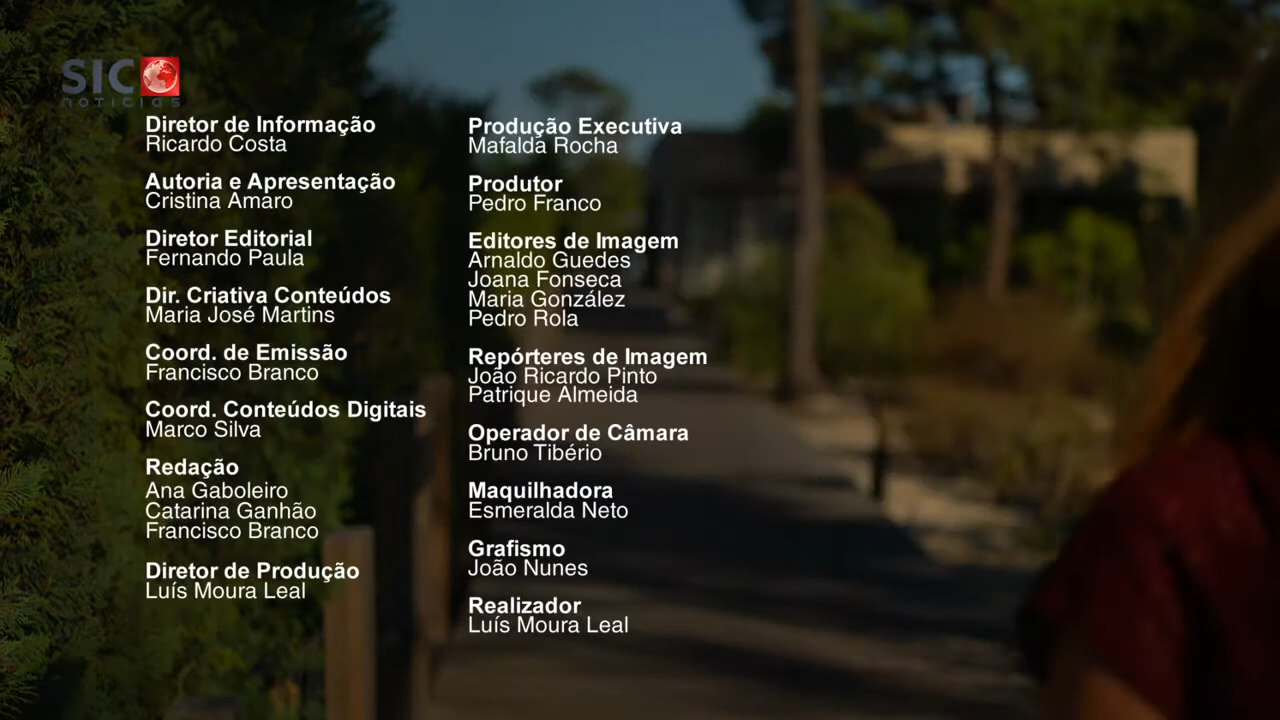 SIC
notícias
Diretor de Informação
Ricardo Costa
Autoria e Apresentação
Cristina Amaro
Diretor Editorial
Fernando Paula
Dir. Criativa Conteúdos
Maria José Martins
Coord. de Emissão
Francisco Branco
Coord. Conteúdos Digitais
Marco Silva
Redação
Ana Gaboleiro
Catarina Ganhão
Francisco Branco
Diretor de Produção
Luís Moura Leal
Produção Executiva
Mafalda Rocha
Produtor
Pedro Franco
Editores de Imagem
Arnaldo Guedes
Joana Fonseca
Maria González
Pedro Rola
Repórteres de Imagem
João Ricardo Pinto
Patrique Almeida
Operador de Câmara
Bruno Tibério
Maquilhadora
Esmeralda Neto
Grafismo
João Nunes
Realizador
Luís Moura Leal